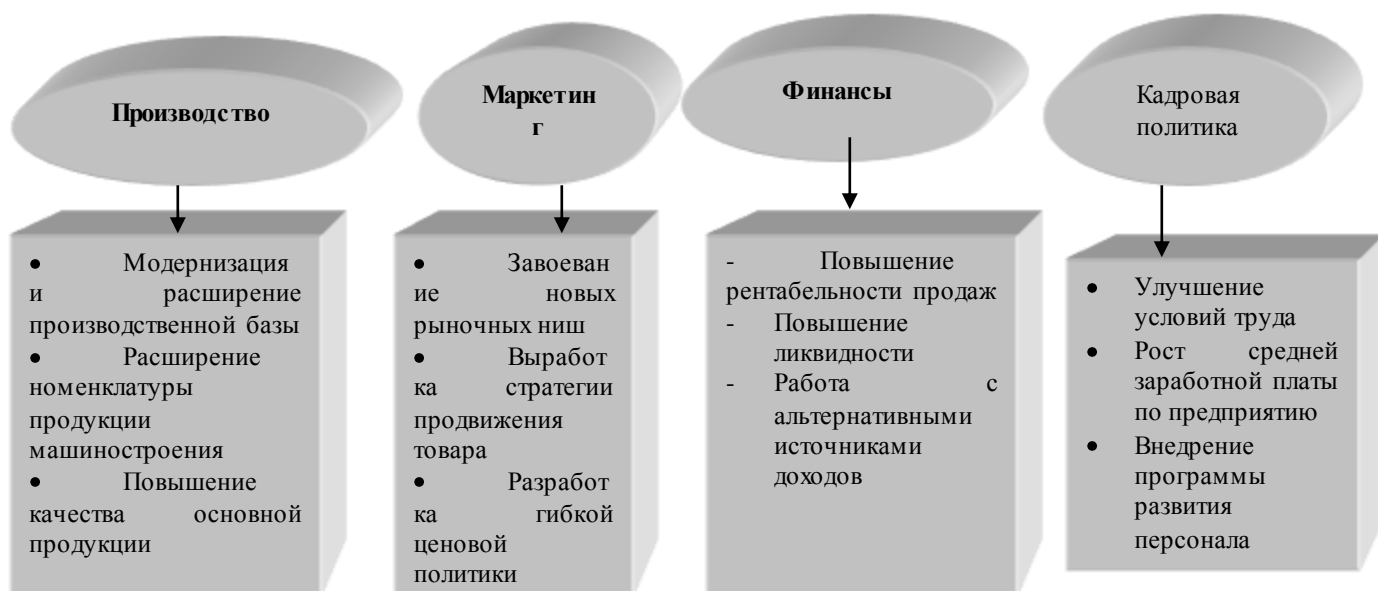 Производство
Маркетин
г
Финансы
Кадровая
политика
• Модернизация
и расширение
производственной базы
• Расширение
номенклатуры
продукции
машиностроения
• Повышение
качества основной
продукции
• Завоеван
ие новых
рыночных ниш
• Выработ
ка стратегии
продвижения
товара
• Разработ
ка гибкой
ценовой
политики
- Повышение
рентабельности продаж
- Повышение
ликвидности
- Работа с
альтернативными
источниками
доходов
• Улучшение
условий труда
• Рост средней
заработной платы
по предприятию
• Внедрение
программы
развития
персонала